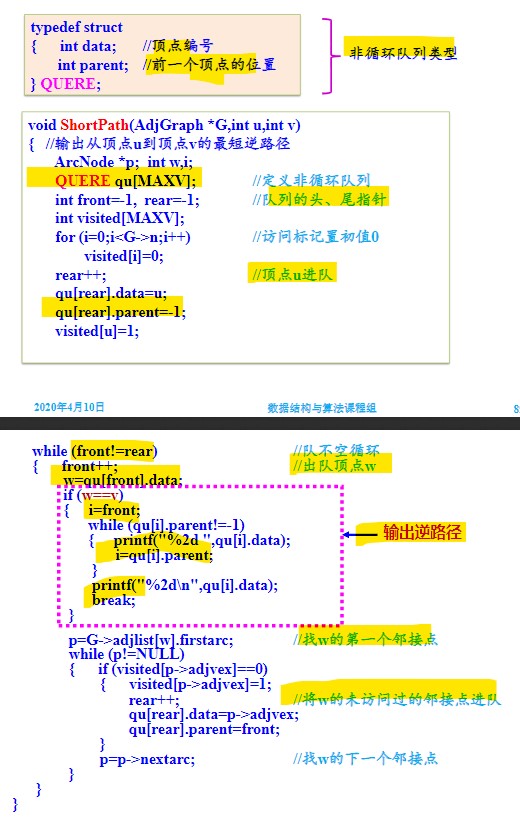 typedef struct
{ int data; //顶点编号
int parent; //前一个顶点的位置
} QUERE;
非循环队列类型
void ShortPath(AdjGraph *G,int u,int v)
{ //输出从顶点u到顶点v的最短逆路径
ArcNode *p; int w,i;
QUERE qu[MAXV]; //定义非循环队列
int front=-1, rear=-1; //队列的头、尾指针
int visited[MAXV];
for (i=0;i<G->n;i++) //访问标记置初值0
visited[i]=0;
rear++; //顶点u进队
qu[rear].data=u;
qu[rear].parent=-1;
visited[u]=1;
2020年4月10日 数据结构与算法课程组 8
while (front!=rear) //队不空循环
{ front++; //出队顶点w
w=qu[front].data;
if (w==v)
{ i=front;
while (qu[i].parent!=-1)
{ printf("%2d ",qu[i].data); 输出逆路径
i=qu[i].parent;
}
printf("%2d\n",qu[i].data);
break;
}
p=G->adjlist[w].firstarc; //找w的第一个邻接点
while (p!=NULL)
{ if (visited[p->adjvex]==0)
{ visited[p->adjvex]=1; //将w的未访问过的邻接点进队
rear++;
qu[rear].data=p->adjvex;
qu[rear].parent=front;
}
p=p->nextarc; //找w的下一个邻接点
}
}
}